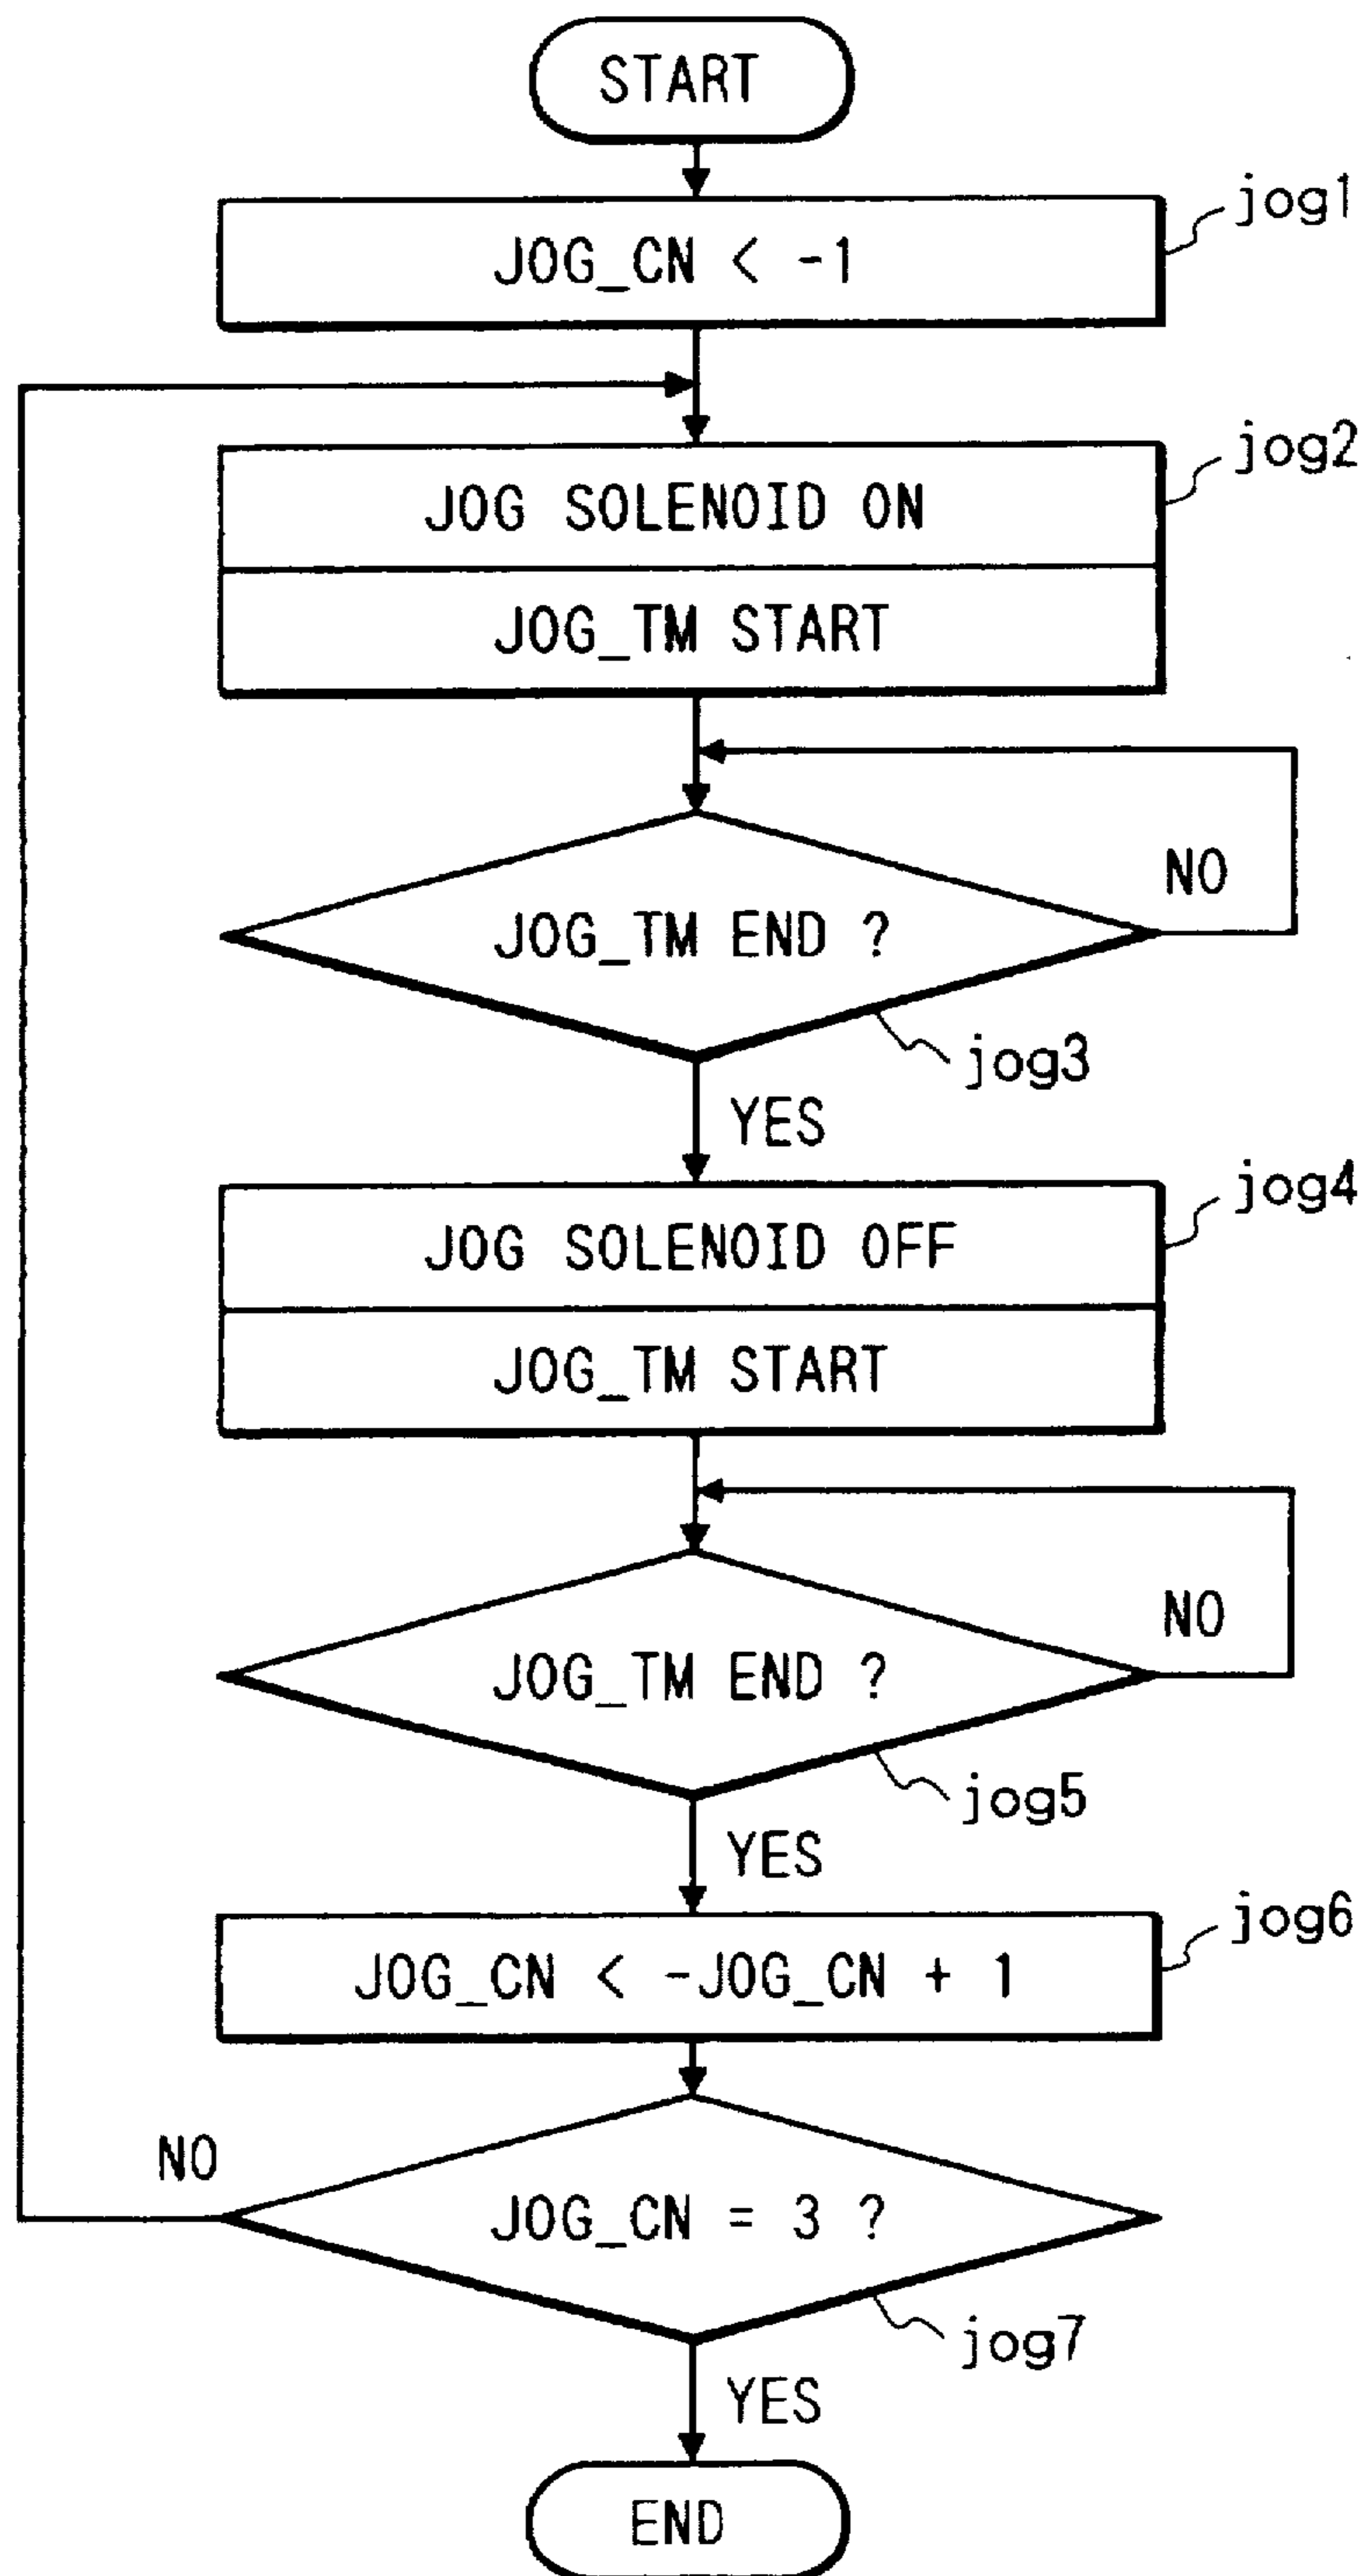 START
jog1
JOG_CN < -1
jog2
JOG SOLENOID ON
JOG_TM START
NO
JOG_TM END ?
jog3
YES
jog4
JOG SOLENOID OFF
JOG_TM START
NO
JOG_TM END ?
jog5
YES
jog6
JOG_CN < -JOG_CN + 1
NO
JOG_CN = 3 ?
jog7
YES
END